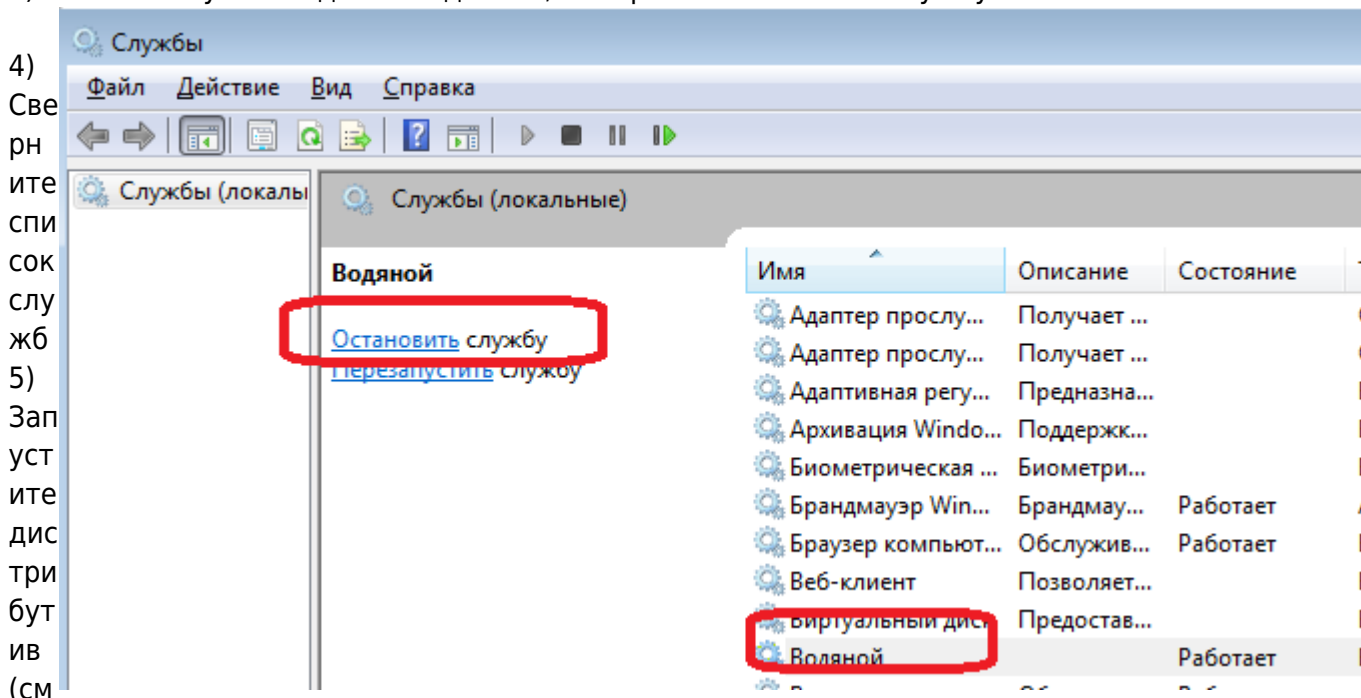 4)
Све
рн
ите
спи
сок
слу
жб
5)
Зап
уст
ите
дис
три
бут
ив
(см
Службы
Файл Действие Вид Справка
Службы (локалы
Службы (локальные)
Водяной
Остановить службу
Перезапустить службу
Имя Описание Состояние
Адаптер прослу... Получает ...
Адаптер прослу... Получает ...
Адаптивная регу... Предназна...
Архивация Windo... Поддержк...
Биометрическая ... Биометри...
Брандмауэр Win... Брандмау... Работает
Браузер компьют... Обслужив... Работает
Веб-клиент Позволяет...
Виртуальный диск Предостав...
Водяной Работает